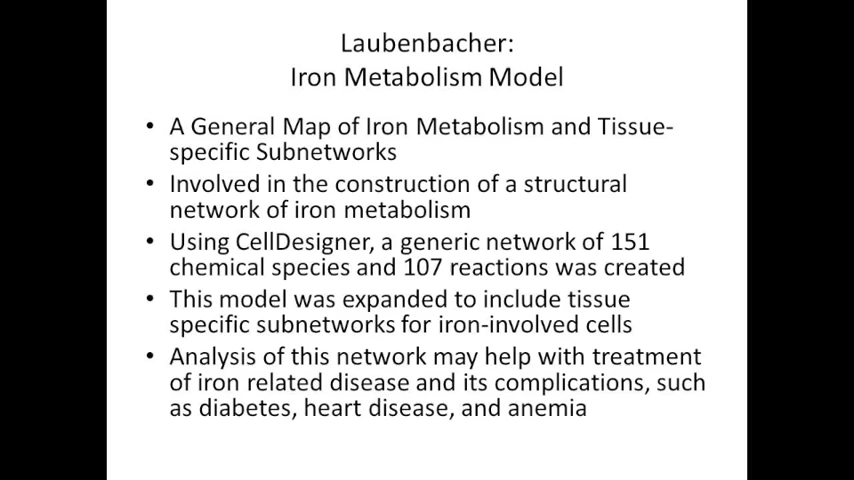 Laubenbacher:
Iron Metabolism Model
• A General Map of Iron Metabolism and Tissue-
specific Subnetworks
• Involved in the construction of a structural
network of iron metabolism
• Using CellDesigner, a generic network of 151
chemical species and 107 reactions was created
• This model was expanded to include tissue
specific subnetworks for iron-involved cells
• Analysis of this network may help with treatment
of iron related disease and its complications, such
as diabetes, heart disease, and anemia